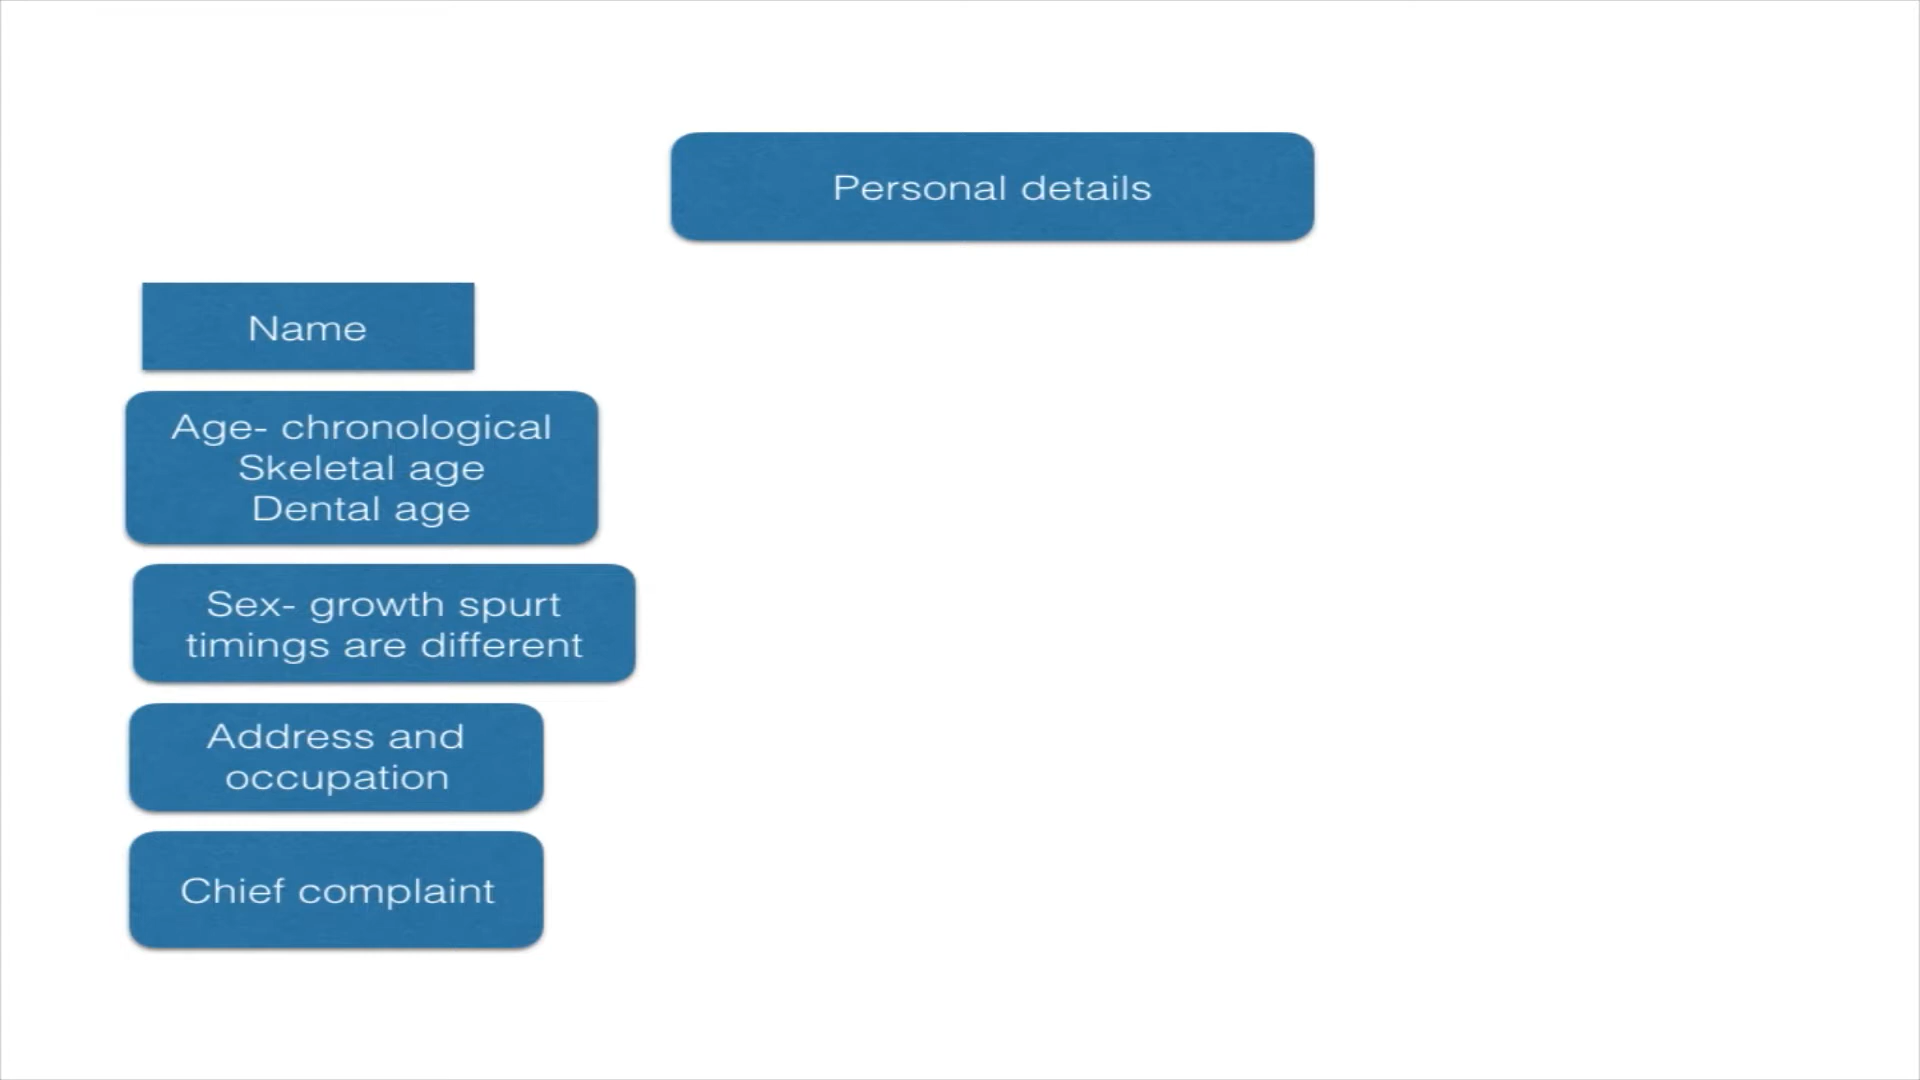 Personal details
Name
Age- chronological
Skeletal age
Dental age
Sex- growth spurt
timings are different
Address and
occupation
Chief complaint